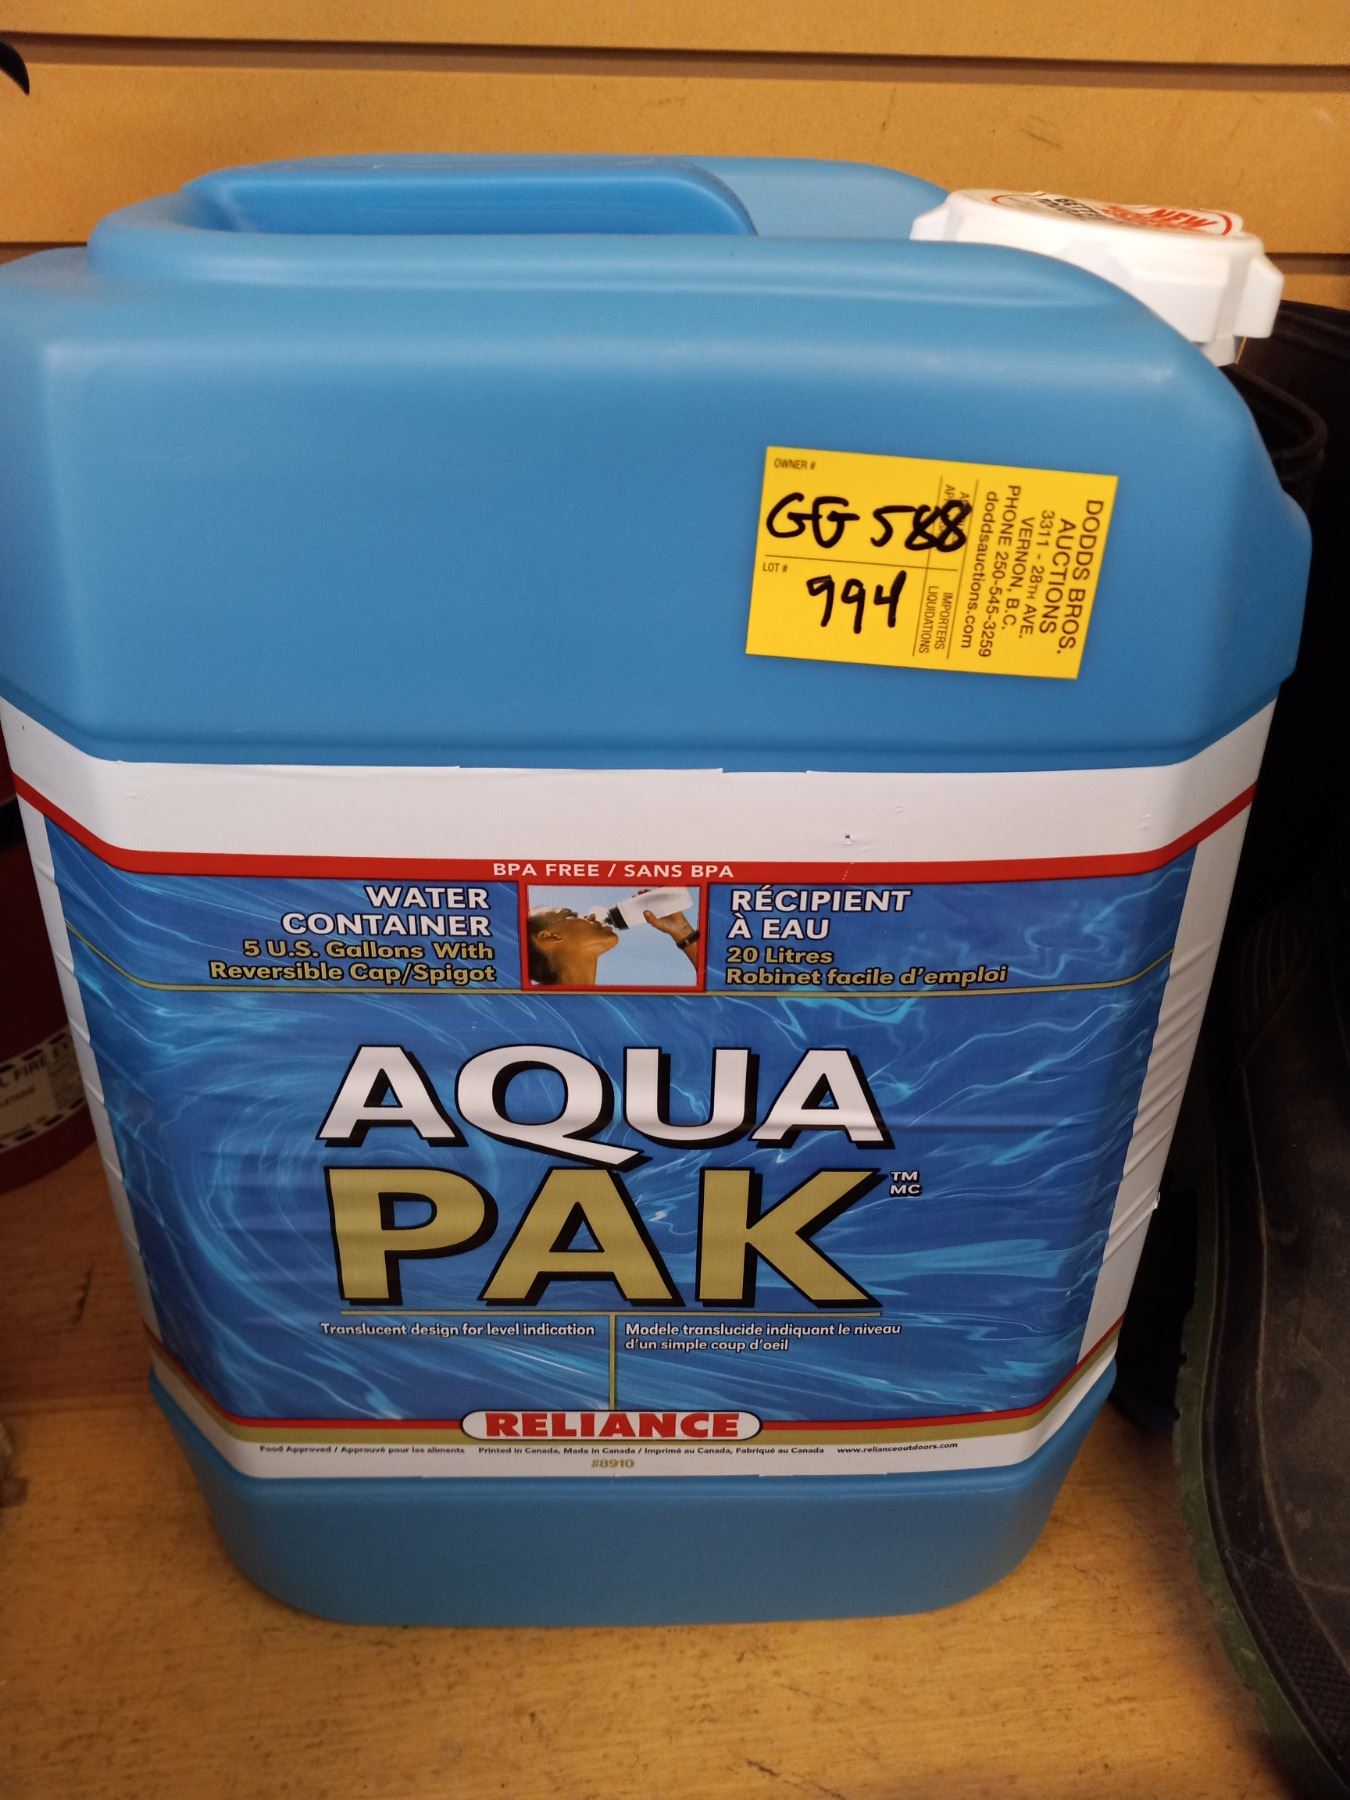 NEW
OWNER #
GG 588
LOT #
994
IMPORTERS
LIQUIDATIONS
DODDS BROS.
AUCTIONS
3311 - 28TH AVE.
VERNON, B.C.
PHONE 250-545-3259
doddsauctions.com
BPA FREE / SANS BPA
WATER
CONTAINER
5 U.S. Gallons With
Reversible Cap/Spigot
RÉCIPIENT
À EAU
20 Litres
Robinet facile d'emploi
AQUA
PAK
TM
MC
Translucent design for level indication
Modele translucide indiquant le niveau
d'un simple coup d'oeil
RELIANCE
Food Approved / Approuvé pour les aliments Printed in Canada, Made in Canada / Imprimé au Canada, Fabriqué au Canada www.relianceoutdoors.com
#8910